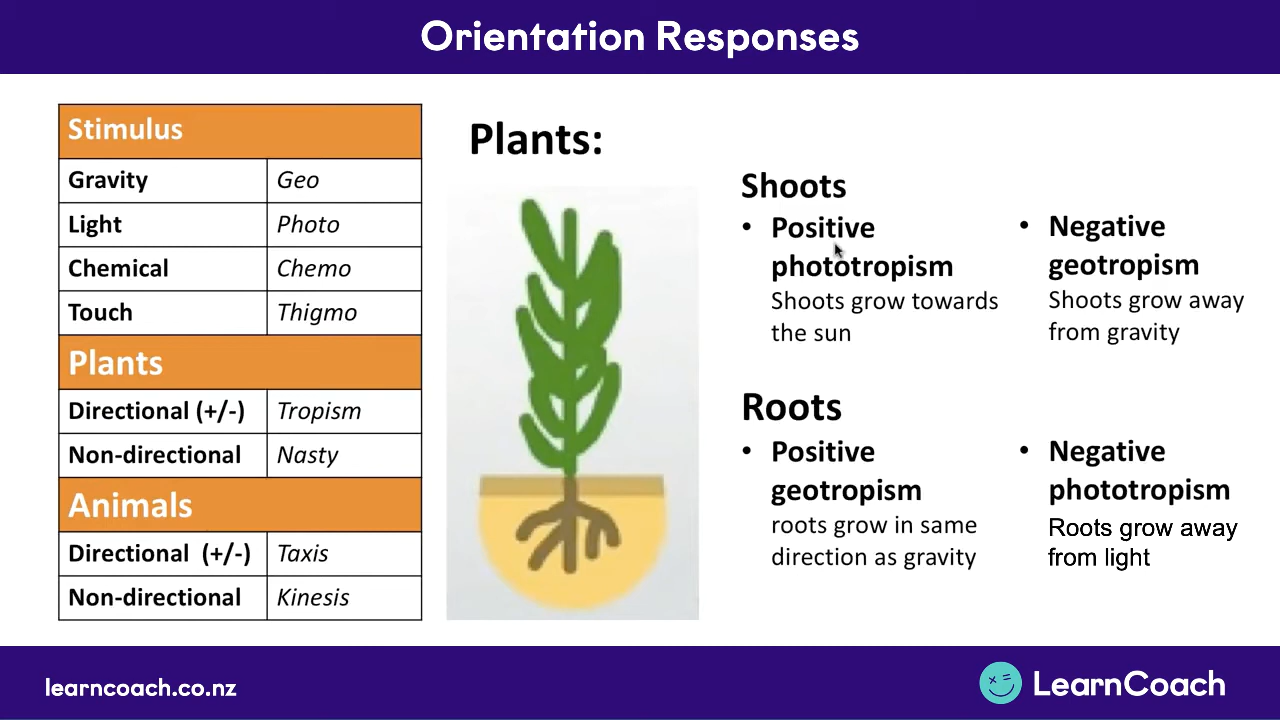 Orientation Responses
Stimulus
Gravity Geo
Light Photo
Chemical Chemo
Touch Thigmo
Plants
Directional (+/-) Tropism
Non-directional Nasty
Animals
Directional (+/-) Taxis
Non-directional Kinesis
Plants:
Shoots
• Positive
phototropism
Shoots grow towards
the sun
• Negative
geotropism
Shoots grow away
from gravity
Roots
• Positive
geotropism
roots grow in same
direction as gravity
• Negative
phototropism
Roots grow away
from light
learncoach.co.nz
LearnCoach